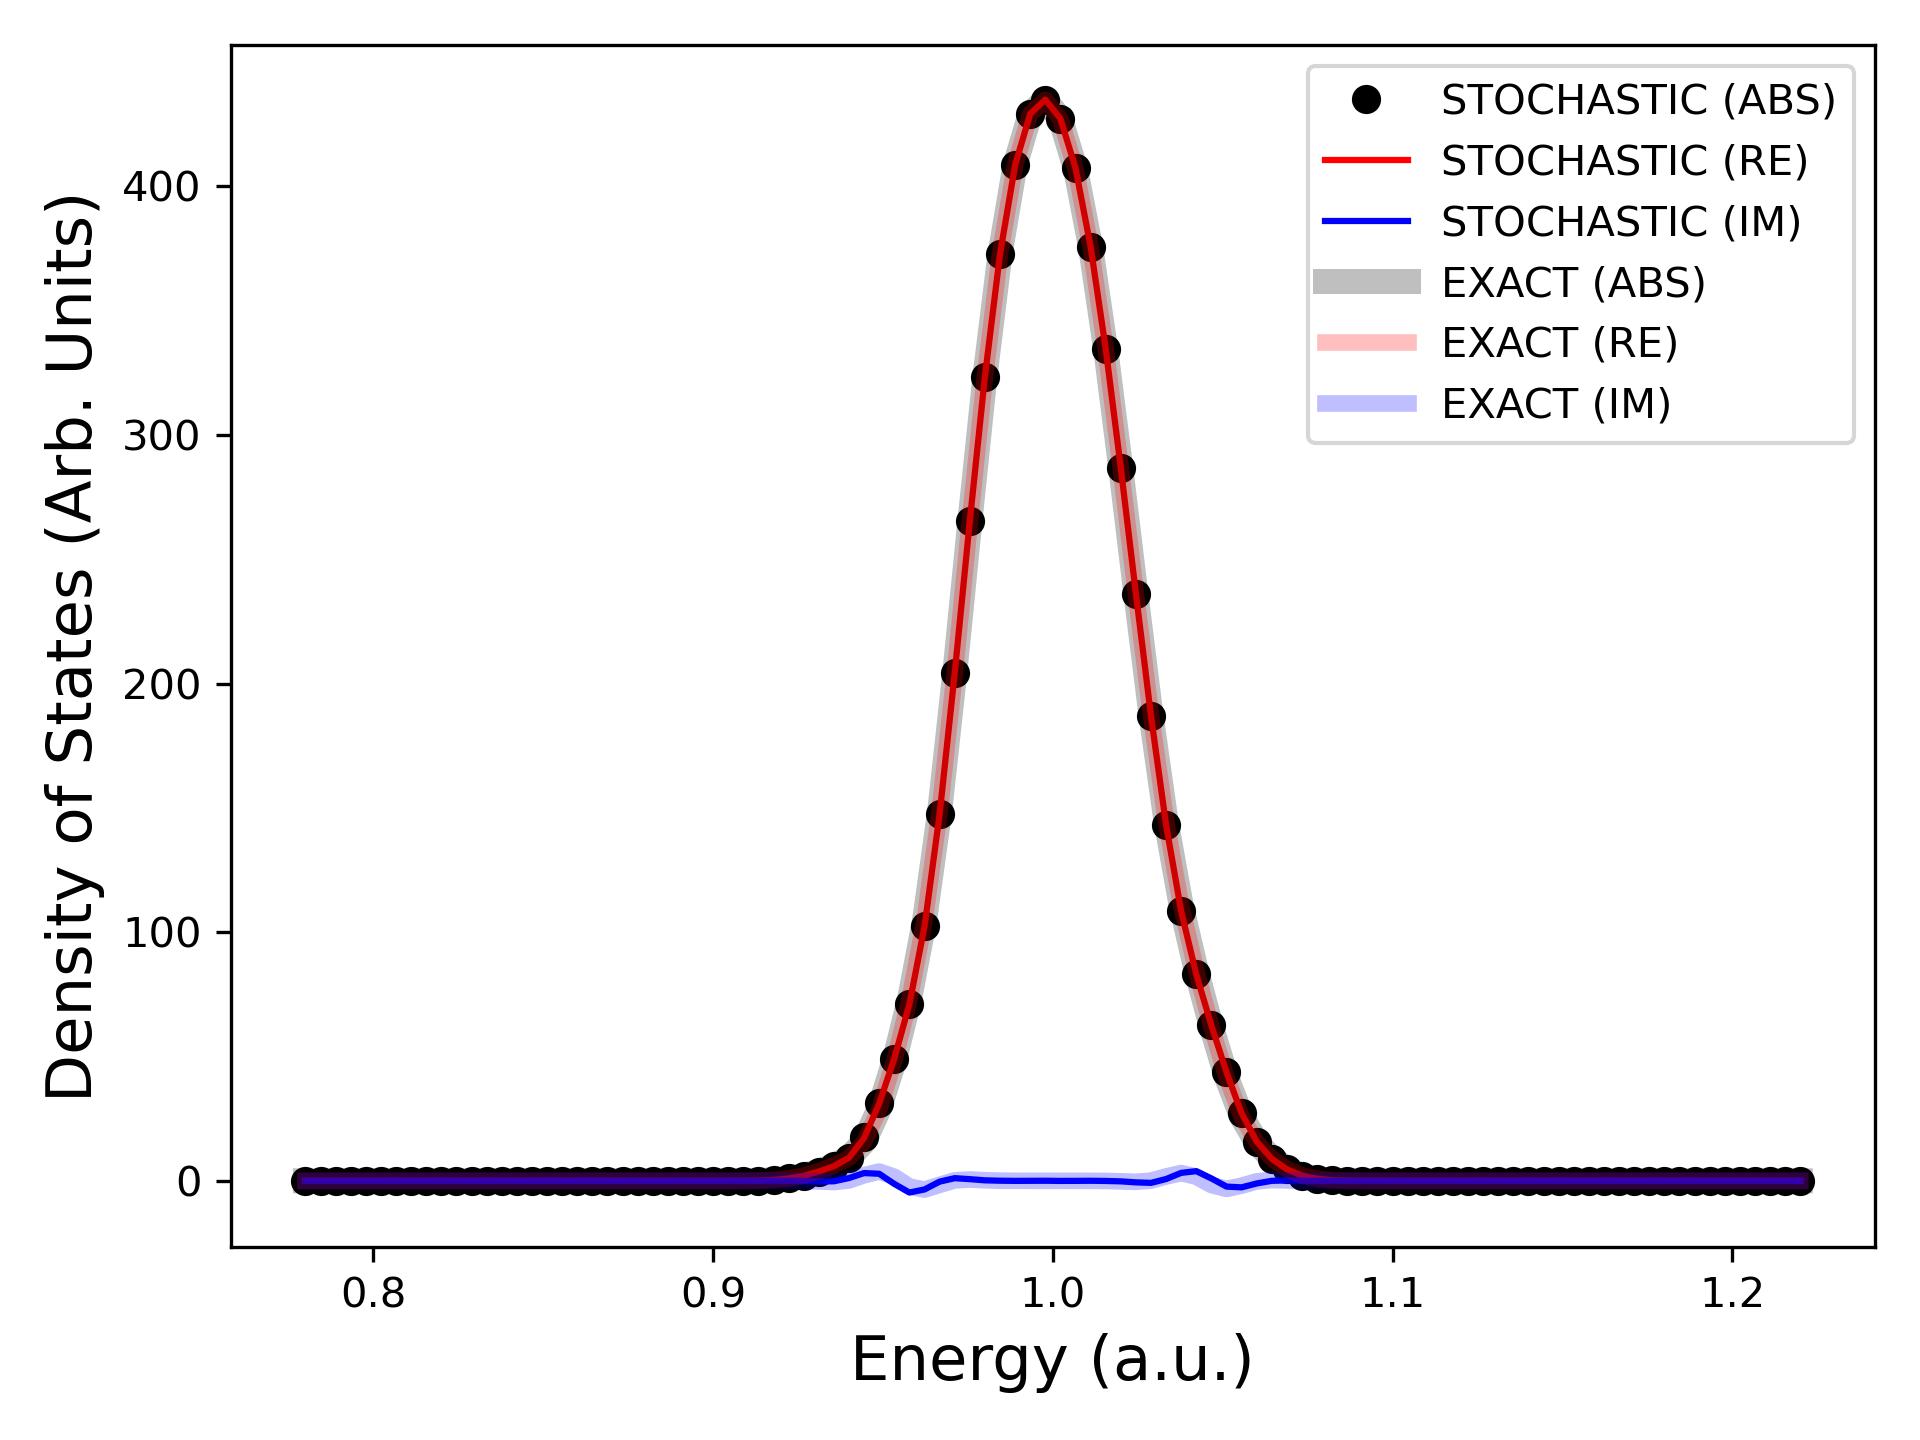 STOCHASTIC (ABS)
STOCHASTIC (RE)
STOCHASTIC (IM)
EXACT (ABS)
EXACT (RE)
EXACT (IM)
Density of States (Arb. Units)
400
300
200
100
0
0.8 0.9 1.0 1.1 1.2
Energy (a.u.)